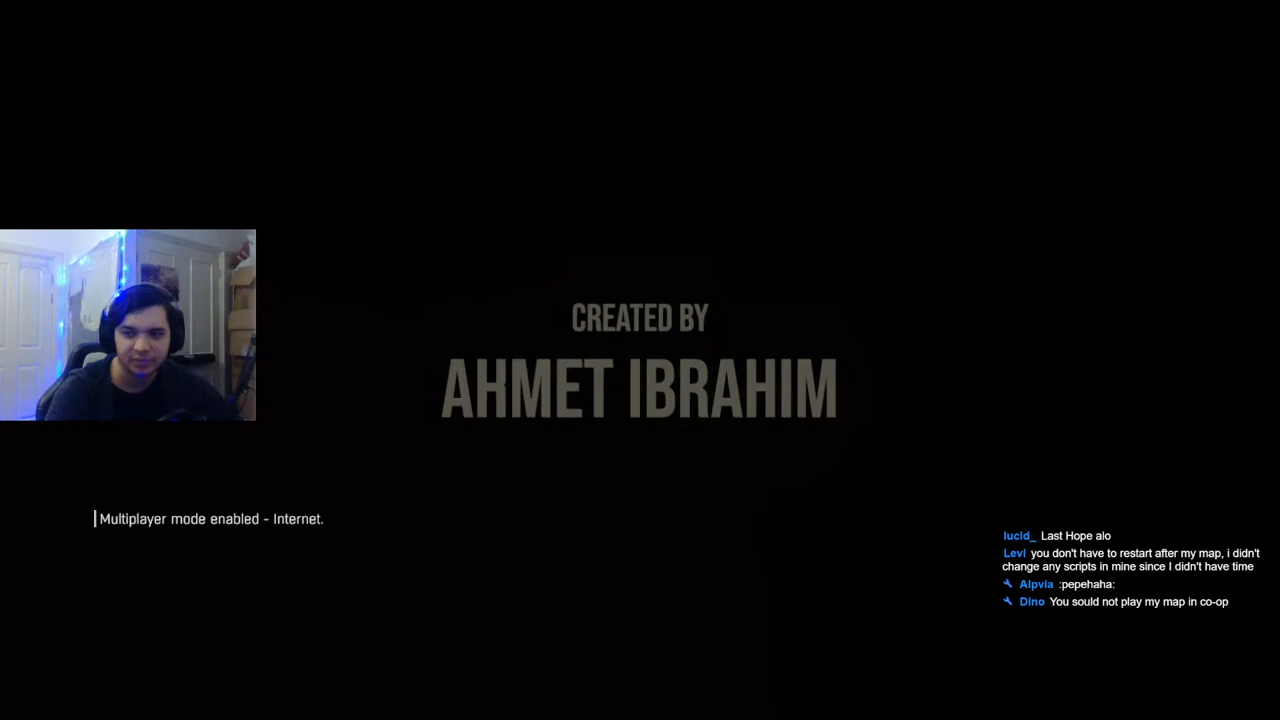 CREATED BY
AHMET IBRAHIM
Multiplayer mode enabled - Internet.
lucid_ Last Hope alo
Levi you don't have to restart after my map, i didn't
change any scripts in mine since I didn't have time
Alpvia :pepehaha:
Dino You sould not play my map in co-op